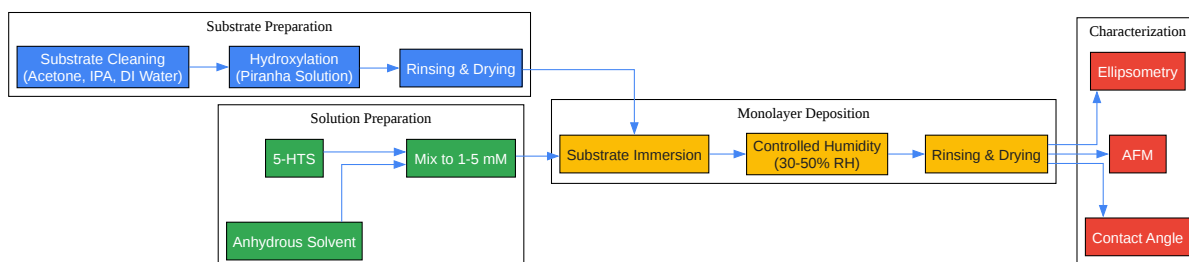 Substrate Preparation
Substrate Cleaning
(Acetone, IPA, DI Water)
Hydroxylation
(Piranha Solution)
Rinsing & Drying
Solution Preparation
5-HTS
Anhydrous Solvent
Mix to 1-5 mM
Monolayer Deposition
Substrate Immersion
Controlled Humidity
(30-50% RH)
Rinsing & Drying
Characterization
Ellipsometry
AFM
Contact Angle